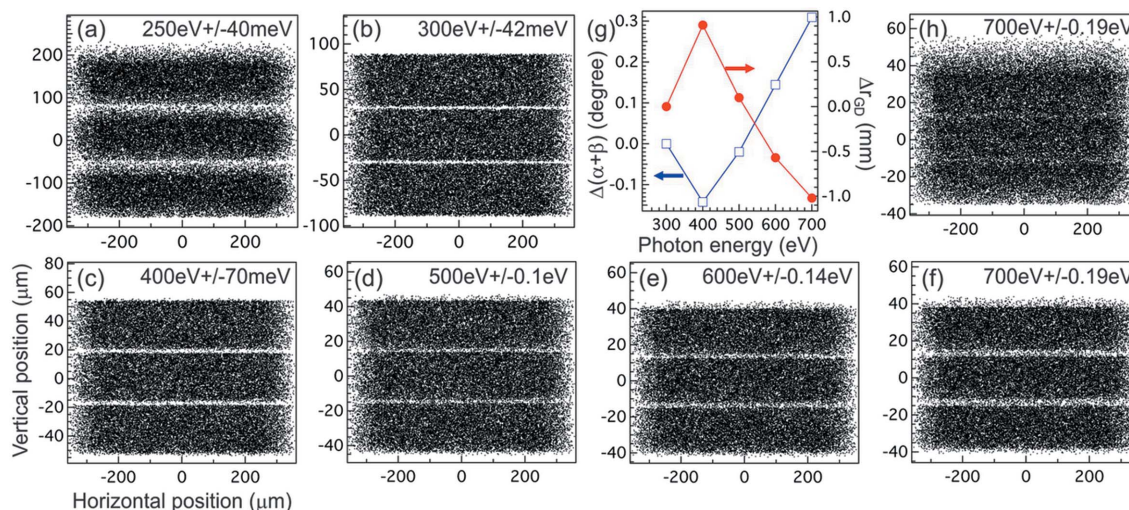 (a) 250eV+/-40meV
200
100
0
-100
-200
-200 0 200
(b) 300eV+/-42meV
100
50
0
-50
-100
-200 0 200
(g)
0.3
0.2
0.1
0.0
-0.1
Δ(α+β) (degree)
1.0
0.5
0.0
-0.5
-1.0
Δr_GD (mm)
300 400 500 600 700
Photon energy (eV)
(h) 700eV+/-0.19eV
60
40
20
0
-20
-40
-200 0 200
(c) 400eV+/-70meV
80
60
40
20
0
-20
-40
-200 0 200
(d) 500eV+/-0.1eV
60
40
20
0
-20
-40
-200 0 200
(e) 600eV+/-0.14eV
60
40
20
0
-20
-40
-200 0 200
(f) 700eV+/-0.19eV
60
40
20
0
-20
-40
-200 0 200
Vertical position (μm)
Horizontal position (μm)